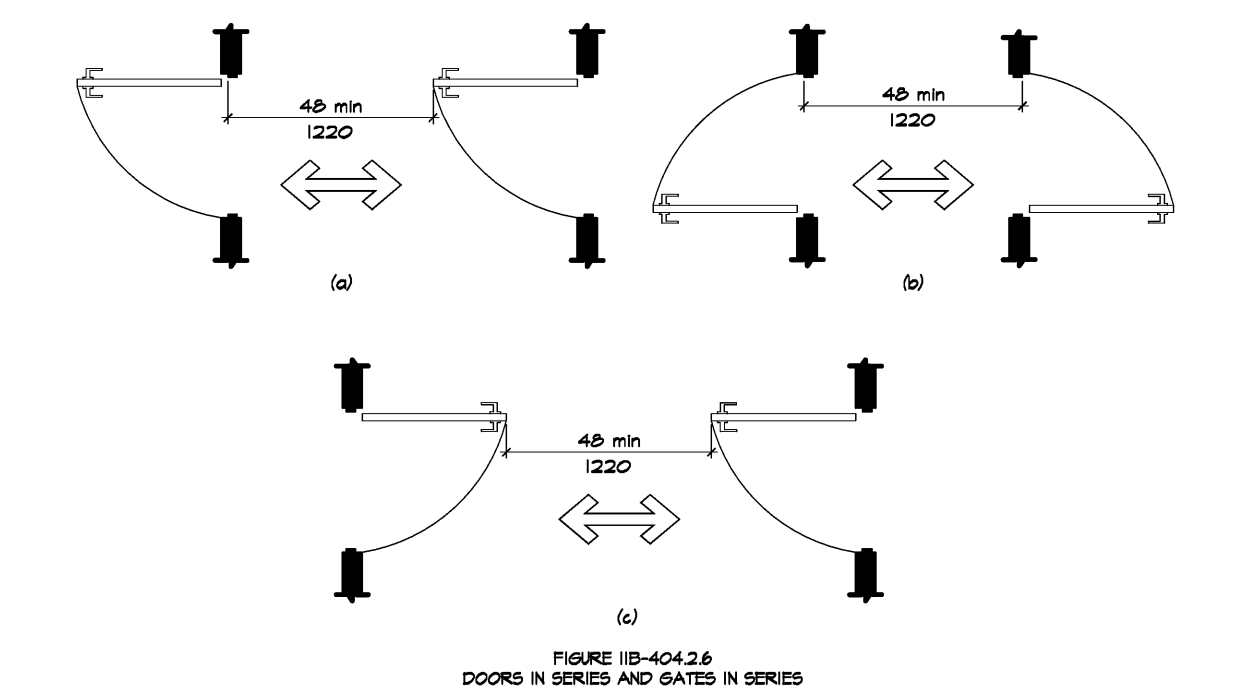 48 min
1220
(a)
48 min
1220
(b)
48 min
1220
(c)
FIGURE 11B-404.2.6
DOORS IN SERIES AND GATES IN SERIES